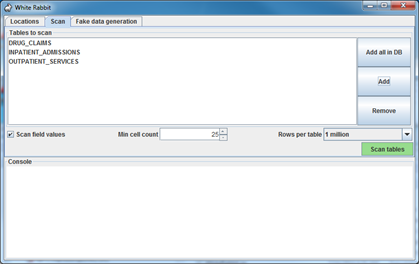 White Rabbit
Locations Scan Fake data generation
Tables to scan
DRUG_CLAIMS
INPATIENT_ADMISSIONS
OUTPATIENT_SERVICES
Add all in DB
Add
Remove
Scan field values Min cell count 25 Rows per table 1 million
Scan tables
Console